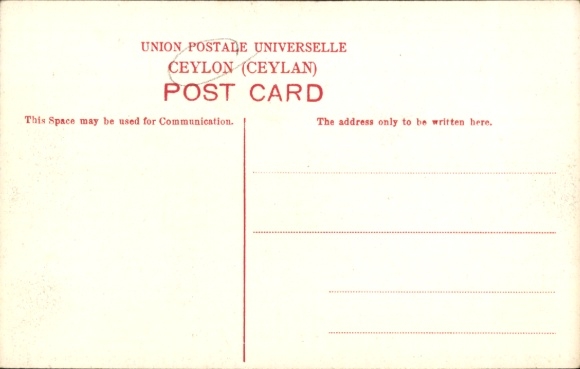 UNION POSTALE UNIVERSELLE
CEYLON (CEYLAN)
POST CARD
This Space may be used for Communication.
The address only to be written here.